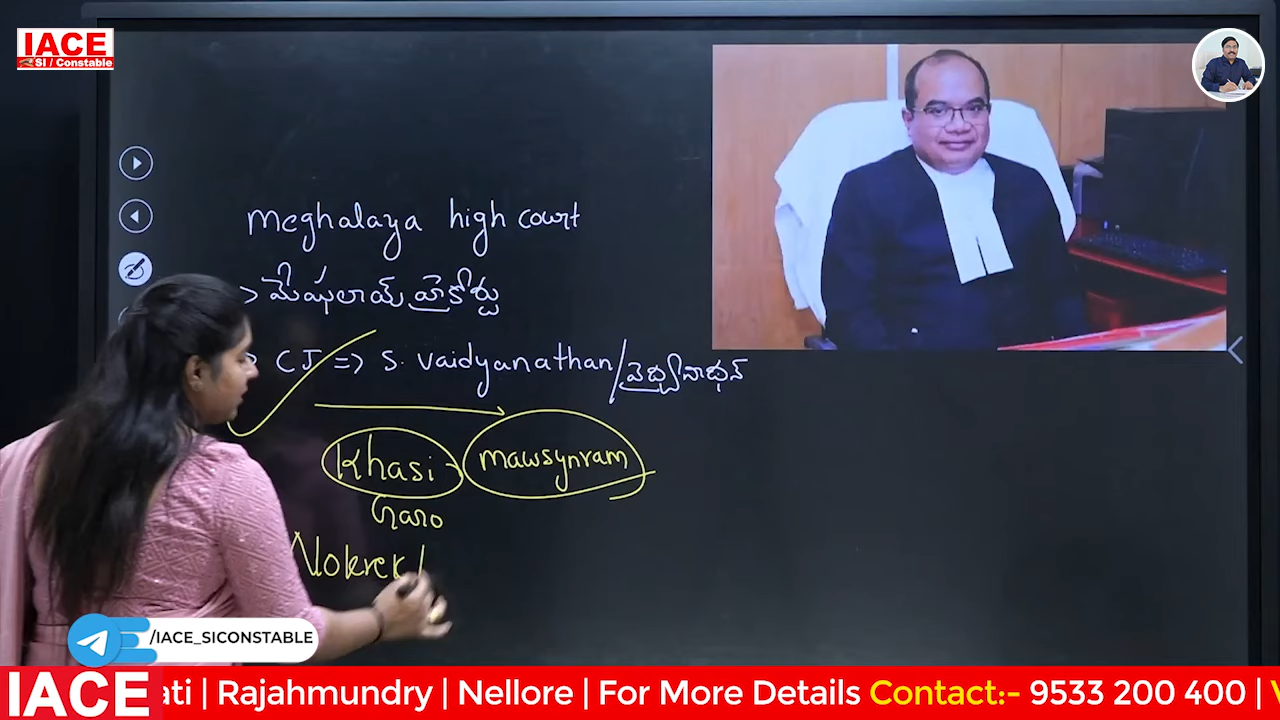 IACE
SI / Constable
meghalaya high court
> మేఘలాయ్ హైకోర్టు
CJ => S. Vaidyanathan/వైద్యనాథన్
Khasi - mawsynram
Garo
Nokrek/
/IACE_SICONSTABLE
IACE ati | Rajahmundry | Nellore | For More Details Contact:- 9533 200 400 |